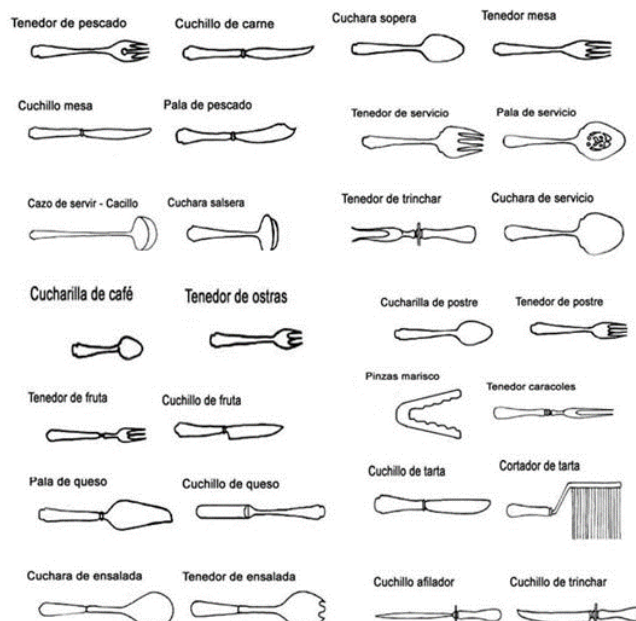 Tenedor de pescado
Cuchillo de carne
Cuchara sopera
Tenedor mesa
Cuchillo mesa
Pala de pescado
Tenedor de servicio
Pala de servicio
Cazo de servir - Cacillo
Cuchara salsera
Tenedor de trinchar
Cuchara de servicio
Cucharilla de café
Tenedor de ostras
Cucharilla de postre
Tenedor de postre
Tenedor de fruta
Cuchillo de fruta
Pinzas marisco
Tenedor caracoles
Pala de queso
Cuchillo de queso
Cuchillo de tarta
Cortador de tarta
Cuchara de ensalada
Tenedor de ensalada
Cuchillo afilador
Cuchillo de trinchar